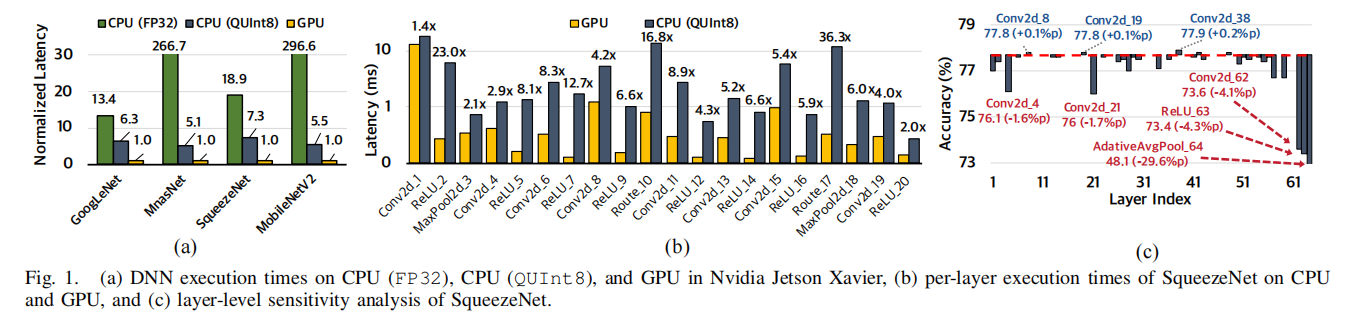 CPU (FP32) CPU (QUInt8) GPU
Normalized Latency
30
20
10
0
13.4 6.3 1.0
266.7 5.1 1.0
18.9 7.3 1.0
296.6 5.5 1.0
GoogLeNet
MnasNet
SqueezeNet
MobileNetV2
(a)
GPU CPU (QUInt8)
Latency (ms)
10
1
0
1.4x
23.0x
2.1x
2.9x
8.1x
8.3x
12.7x
4.2x
6.6x
16.8x
8.9x
4.3x
5.2x
6.6x
5.4x
5.9x
36.3x
6.0x
4.0x
2.0x
Conv2d_1
ReLU_2
MaxPool2d_3
Conv2d_4
ReLU_5
Conv2d_6
ReLU_7
Conv2d_8
ReLU_9
Route_10
Conv2d_11
ReLU_12
Conv2d_13
ReLU_14
Conv2d_15
ReLU_16
Route_17
MaxPool2d_18
Conv2d_19
ReLU_20
(b)
Accuracy (%)
79
77
75
73
Conv2d_8
77.8 (+0.1%p)
Conv2d_19
77.8 (+0.1%p)
Conv2d_38
77.9 (+0.2%p)
Conv2d_4
76.1 (-1.6%p)
Conv2d_21
76 (-1.7%p)
Conv2d_62
73.6 (-4.1%p)
ReLU_63
73.4 (-4.3%p)
AdativeAvgPool_64
48.1 (-29.6%p)
1 11 21 31 41 51 61
Layer Index
(c)
Fig. 1. (a) DNN execution times on CPU (FP32), CPU (QUInt8), and GPU in Nvidia Jetson Xavier, (b) per-layer execution times of SqueezeNet on CPU
and GPU, and (c) layer-level sensitivity analysis of SqueezeNet.